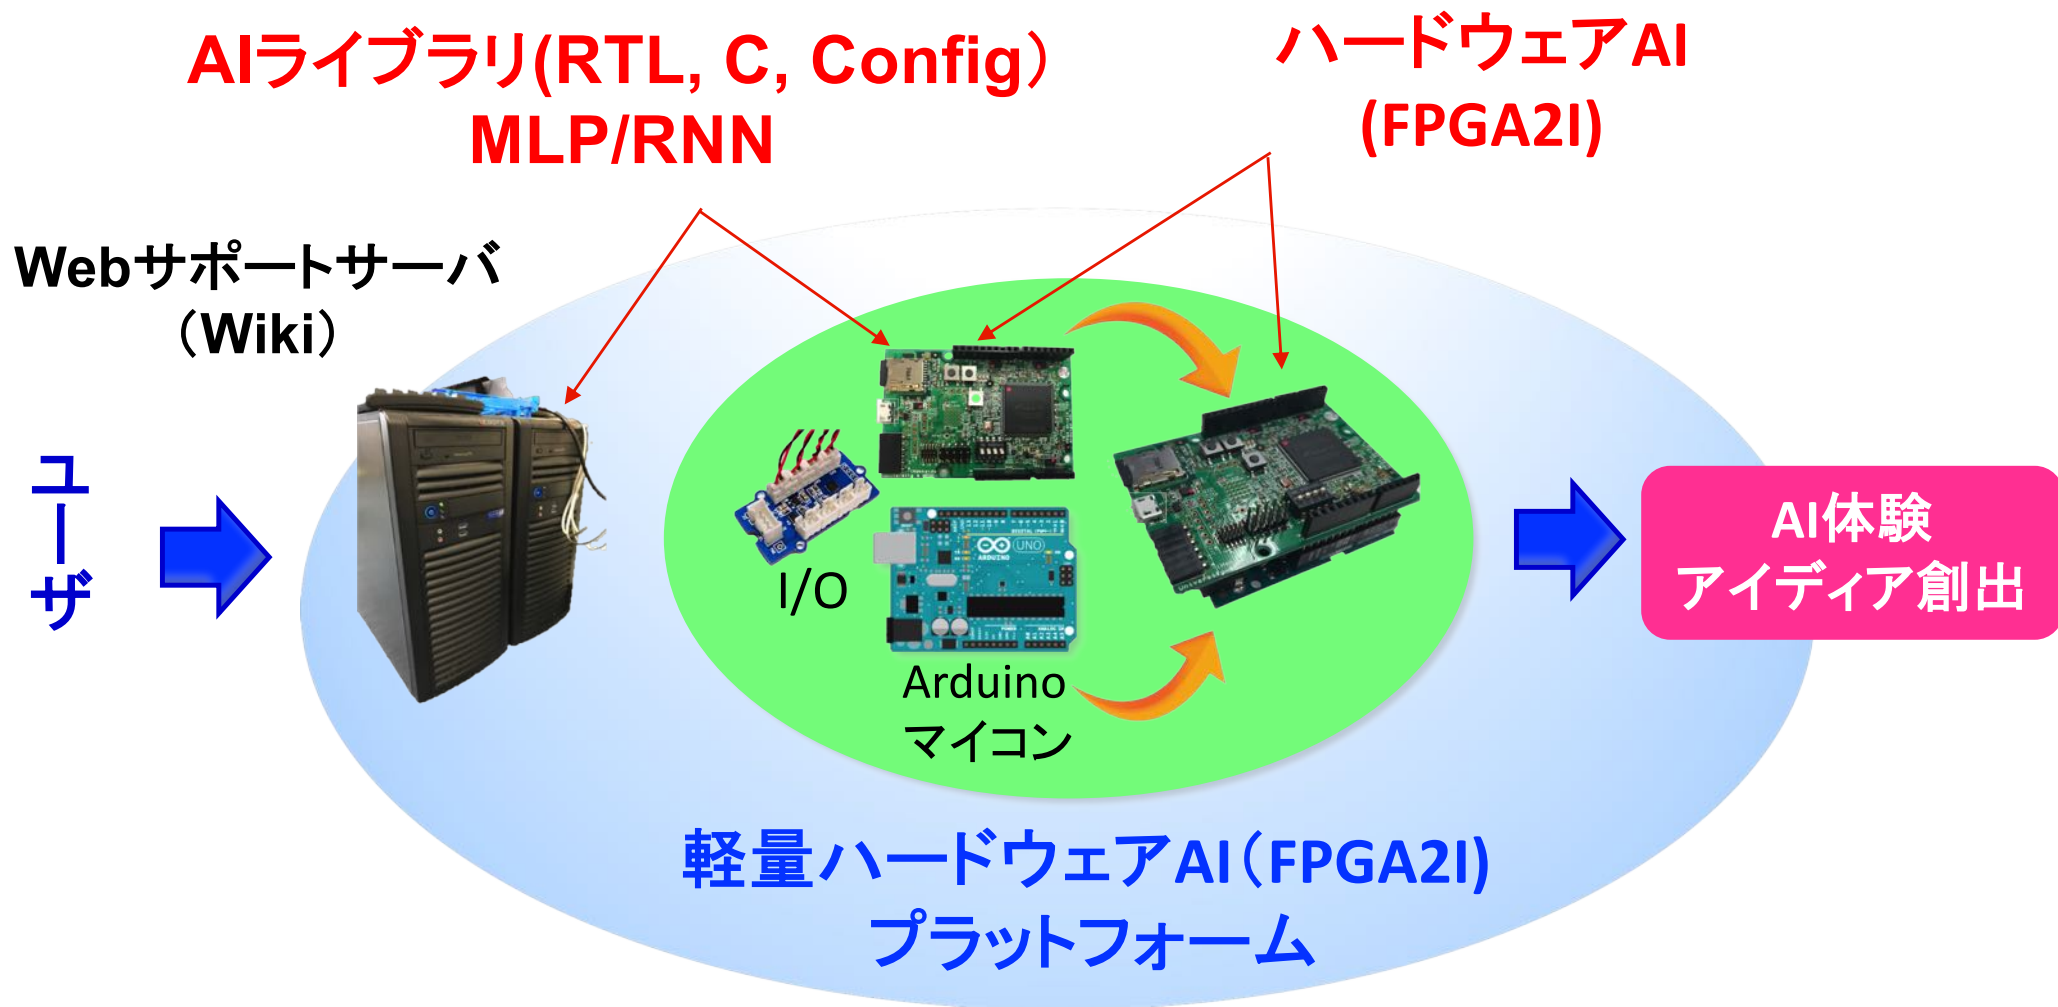 AIライブラリ(RTL, C, Config）
MLP/RNN
ハードウェアAI
(FPGA2I)
Webサポートサーバ
（Wiki）
ユーザ
I/O
UNO
ARDUINO
Arduino
マイコン
AI体験
アイディア創出
軽量ハードウェアAI（FPGA2I)
プラットフォーム